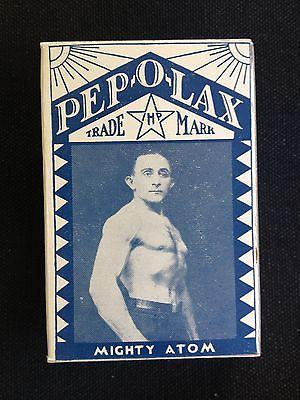 PEP-O-LAX
TRADE HP MARK
MIGHTY ATOM